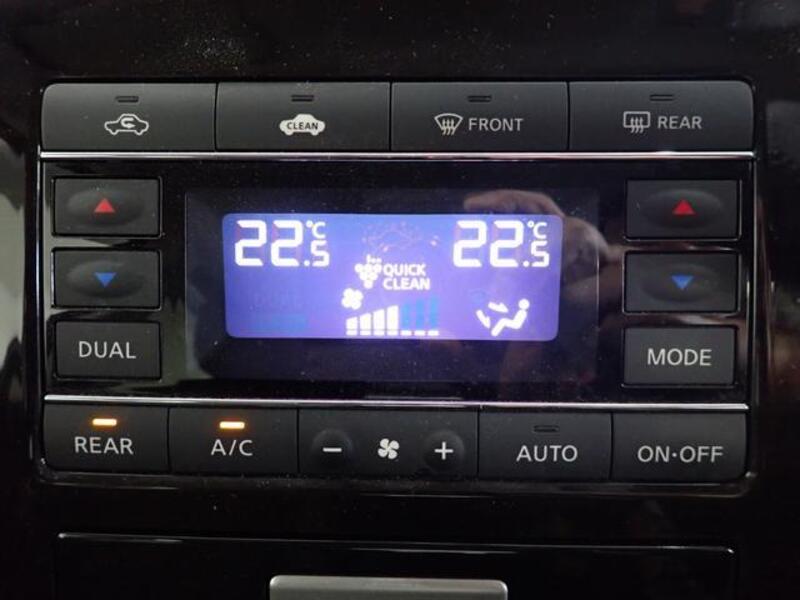 CLEAN
FRONT
REAR
22.5°C
22.5°C
QUICK
CLEAN
DUAL
MODE
REAR
A/C
-
+
AUTO
ON·OFF